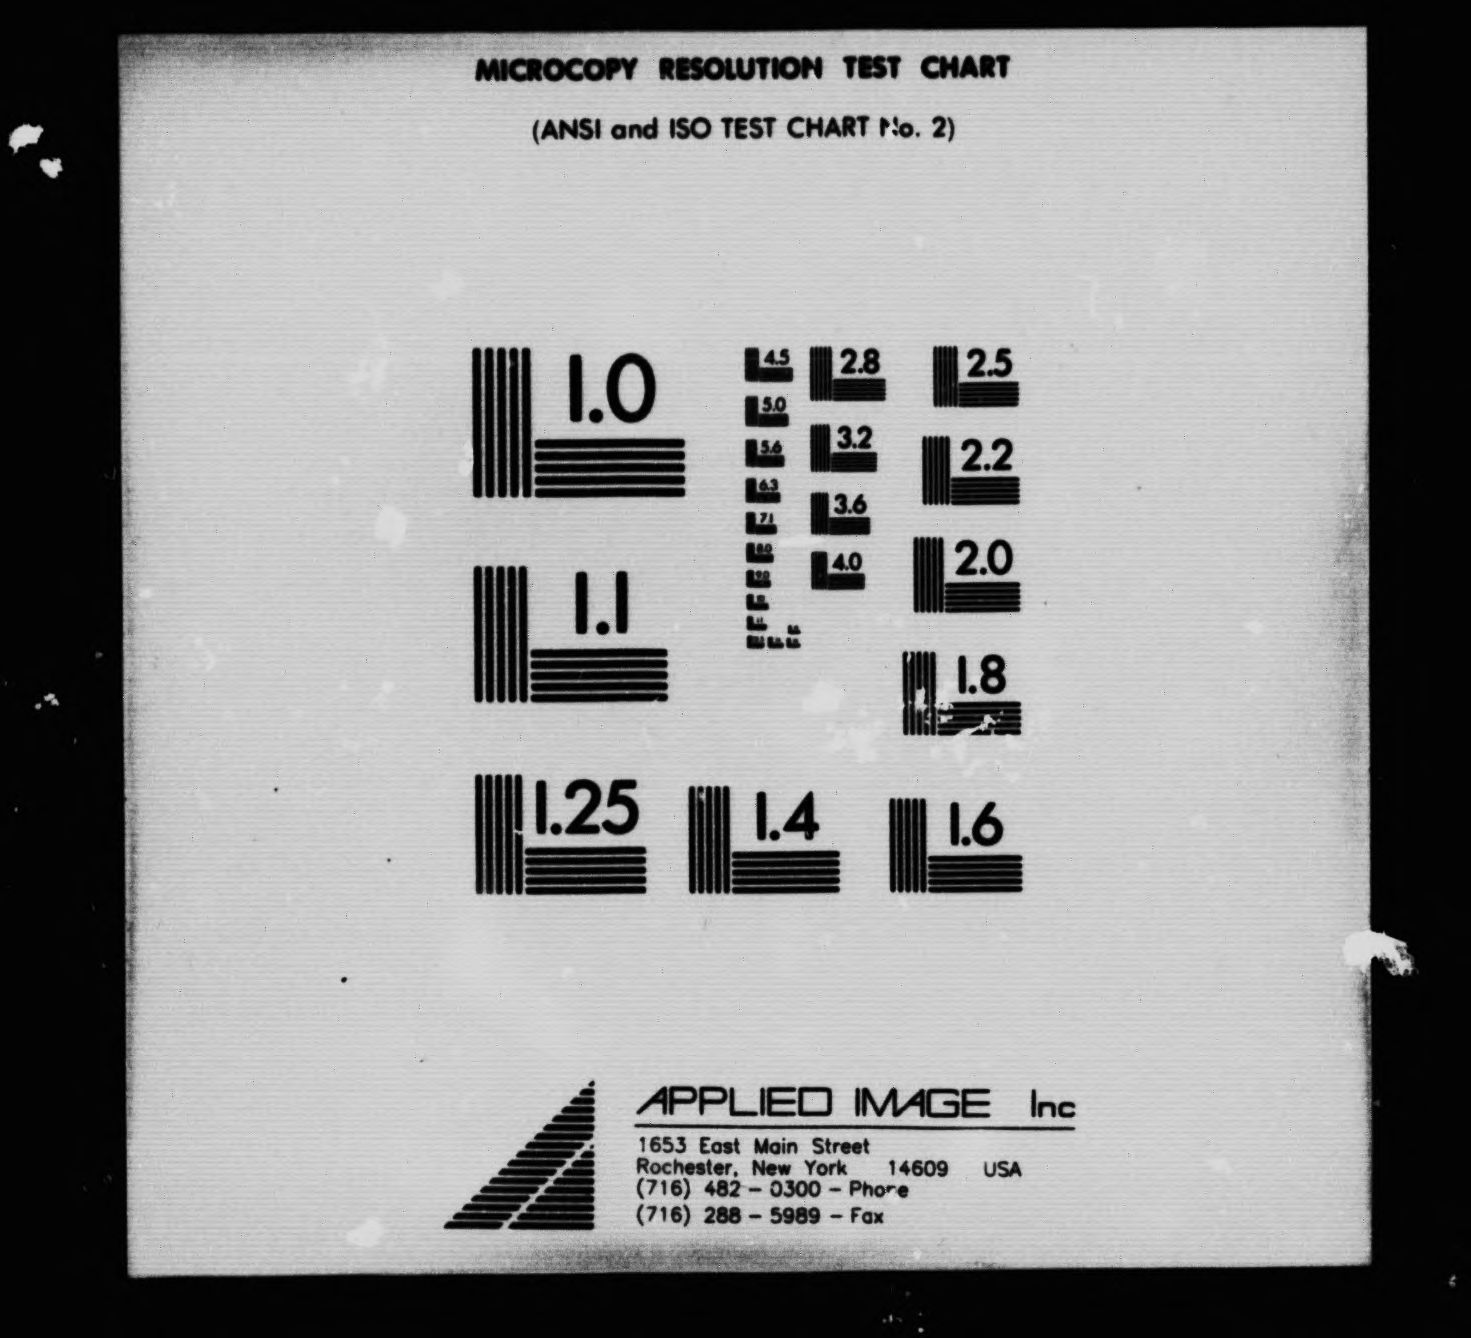 MICROCOPY RESOLUTION TEST CHART
(ANSI and ISO TEST CHART No. 2)
1.0
1.1
1.25
1.4
1.6
1.8
2.0
2.2
2.5
2.8
3.2
3.6
4.0
4.5
5.0
5.6
6.3
7.1
8.0
9.0
APPLIED IMAGE Inc
1653 East Main Street
Rochester, New York 14609 USA
(716) 482 - 0300 - Phone
(716) 288 - 5989 - Fax